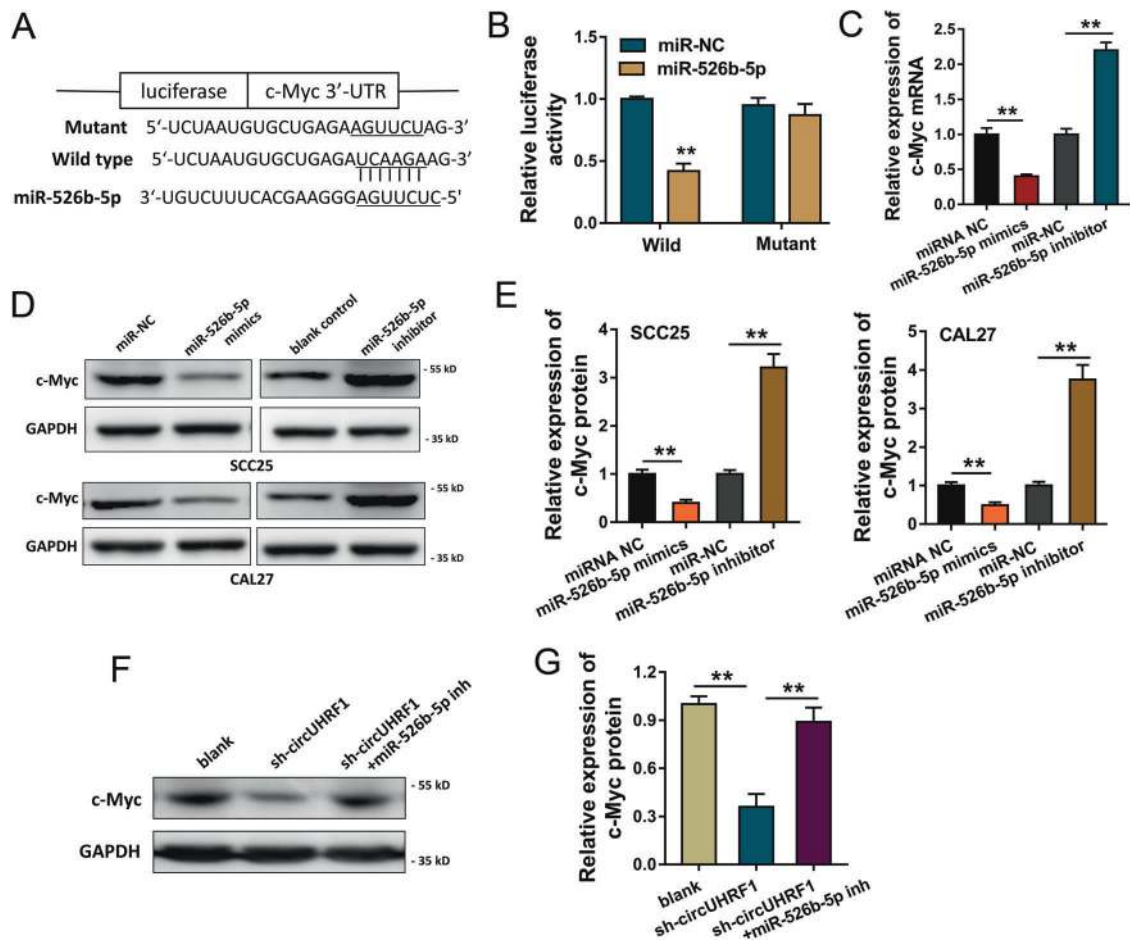 A
luciferase c-Myc 3'-UTR
Mutant 5'-UCUAAUGUGCUGAGAAGUUCUAG-3'
Wild type 5'-UCUAAUGUGCUGAGAUCAAGAAG-3'
miR-526b-5p 3'-UGUCUUUCACGAAGGGAGUUCUC-5'
B
Relative luciferase
activity
1.5
1.0
0.5
0.0
miR-NC
miR-526b-5p
**
Wild Mutant
C
Relative expression of
c-Myc mRNA
2.5
2.0
1.5
1.0
0.5
0.0
**
**
miRNA NC
miR-526b-5p mimics
miR-NC
miR-526b-5p inhibitor
D
miR-NC
miR-526b-5p
mimics
blank control
miR-526b-5p
inhibitor
c-Myc
- 55 kD
GAPDH
- 35 kD
SCC25
c-Myc
- 55 kD
GAPDH
- 35 kD
CAL27
E
Relative expression of
c-Myc protein
4
3
2
1
0
SCC25
**
**
miRNA NC
miR-526b-5p mimics
miR-NC
miR-526b-5p inhibitor
Relative expression of
c-Myc protein
5
4
3
2
1
0
CAL27
**
**
miRNA NC
miR-526b-5p mimics
miR-NC
miR-526b-5p inhibitor
F
blank
sh-circUHRF1
sh-circUHRF1
+miR-526b-5p inh
c-Myc
- 55 kD
GAPDH
- 35 kD
G
Relative expression of
c-Myc protein
1.2
0.9
0.6
0.3
0.0
**
**
blank
sh-circUHRF1
sh-circUHRF1
+miR-526b-5p inh